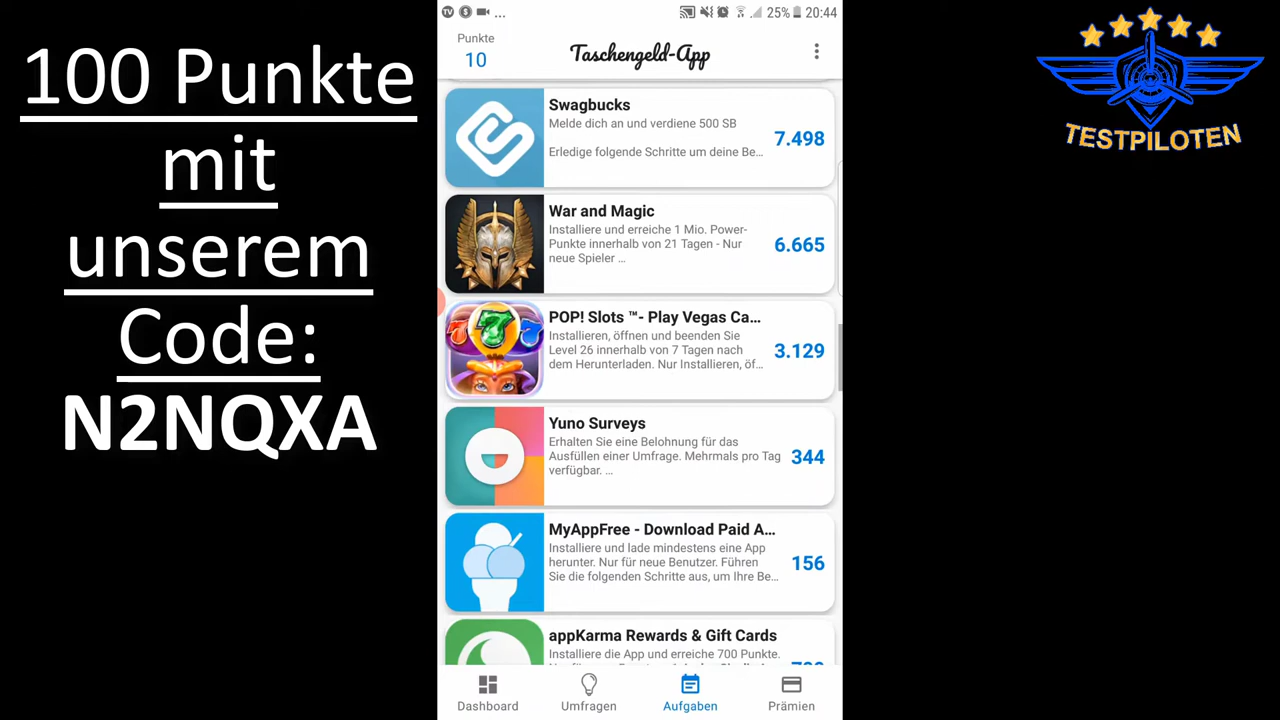 100 Punkte
mit
unserem
Code:
N2NQXA
TV
...
25%
20:44
Punkte
10
Taschengeld-App
Swagbucks
Melde dich an und verdiene 500 SB
Erledige folgende Schritte um deine Be...
7.498
War and Magic
Installiere und erreiche 1 Mio. Power-
Punkte innerhalb von 21 Tagen - Nur
neue Spieler ...
6.665
POP! Slots ™- Play Vegas Ca...
Installieren, öffnen und beenden Sie
Level 26 innerhalb von 7 Tagen nach
dem Herunterladen. Nur Installieren, öf...
3.129
Yuno Surveys
Erhalten Sie eine Belohnung für das
Ausfüllen einer Umfrage. Mehrmals pro Tag
verfügbar. ...
344
MyAppFree - Download Paid A...
Installiere und lade mindestens eine App
herunter. Nur für neue Benutzer. Führen
Sie die folgenden Schritte aus, um Ihre Be...
156
appKarma Rewards & Gift Cards
Installiere die App und erreiche 700 Punkte.
Dashboard
Umfragen
Aufgaben
Prämien
TESTPILOTEN